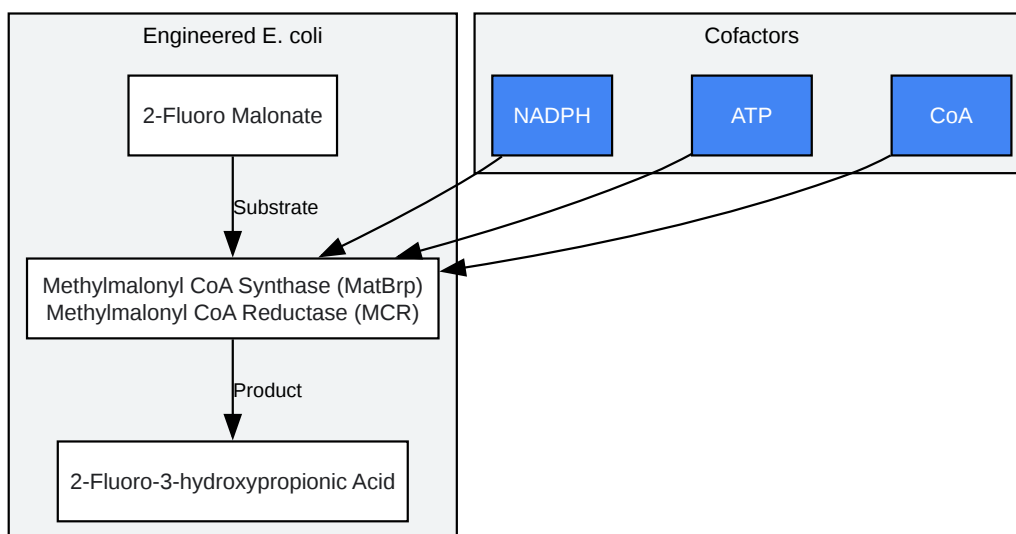 Engineered E. coli
Cofactors
2-Fluoro Malonate
NADPH
ATP
CoA
Substrate
Methylmalonyl CoA Synthase (MatBrp)
Methylmalonyl CoA Reductase (MCR)
Product
2-Fluoro-3-hydroxypropionic Acid